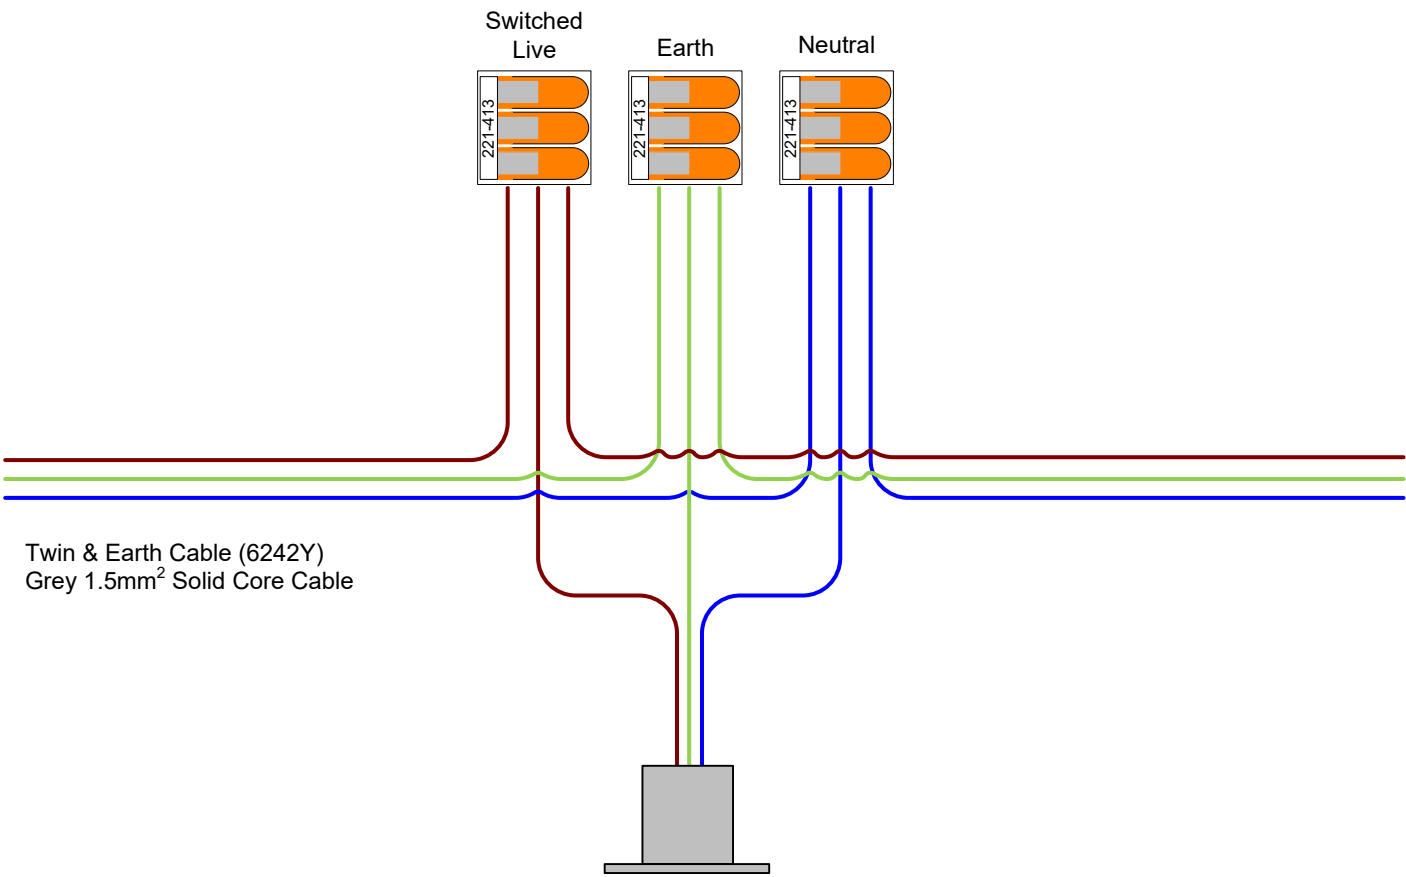 Switched
Live
Earth
Neutral
221-413
221-413
221-413
Twin & Earth Cable (6242Y)
Grey 1.5mm² Solid Core Cable